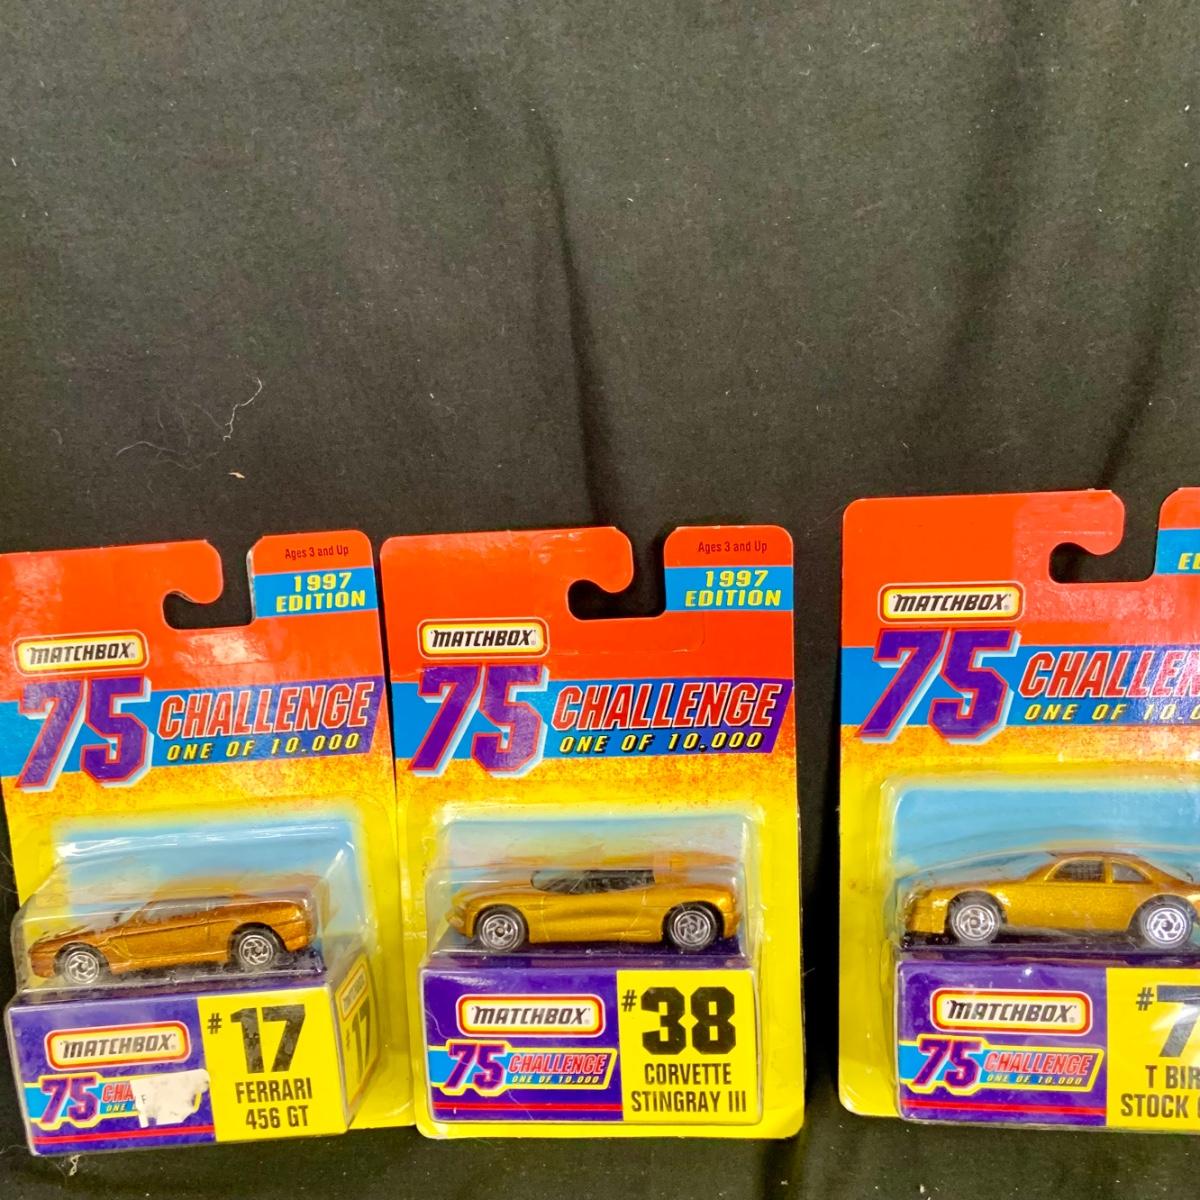 Ages 3 and Up
1997
EDITION
MATCHBOX
75 CHALLENGE
ONE OF 10,000
MATCHBOX
75
ONE
#17
FERRARI
456 GT
17
Ages 3 and Up
1997
EDITION
MATCHBOX
75 CHALLENGE
ONE OF 10,000
MATCHBOX
75 CHALLENGE
ONE OF 10,000
#38
CORVETTE
STINGRAY III
MATCHBOX
75 CHALLEN
ONE OF 10
MATCHBOX
75 CHALLENGE
ONE OF 10,000
#7
T BIR
STOCK